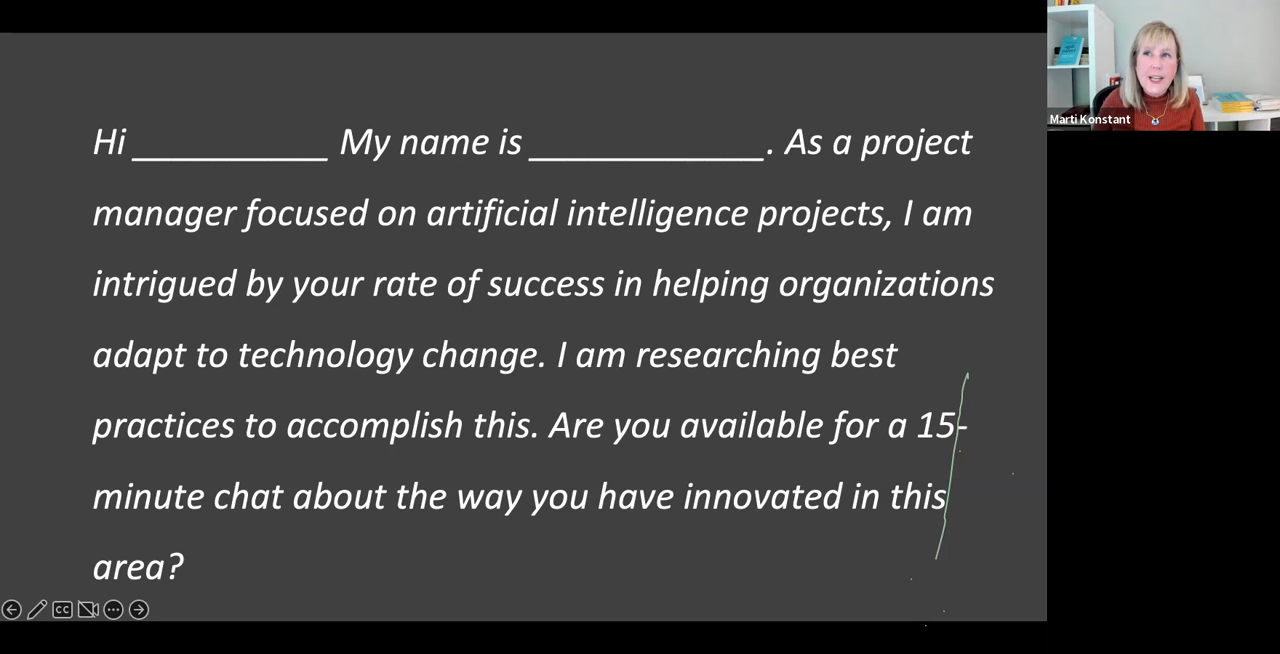 Hi __________ My name is ____________. As a project
manager focused on artificial intelligence projects, I am
intrigued by your rate of success in helping organizations
adapt to technology change. I am researching best
practices to accomplish this. Are you available for a 15-
minute chat about the way you have innovated in this
area?
CC
Marti Konstant